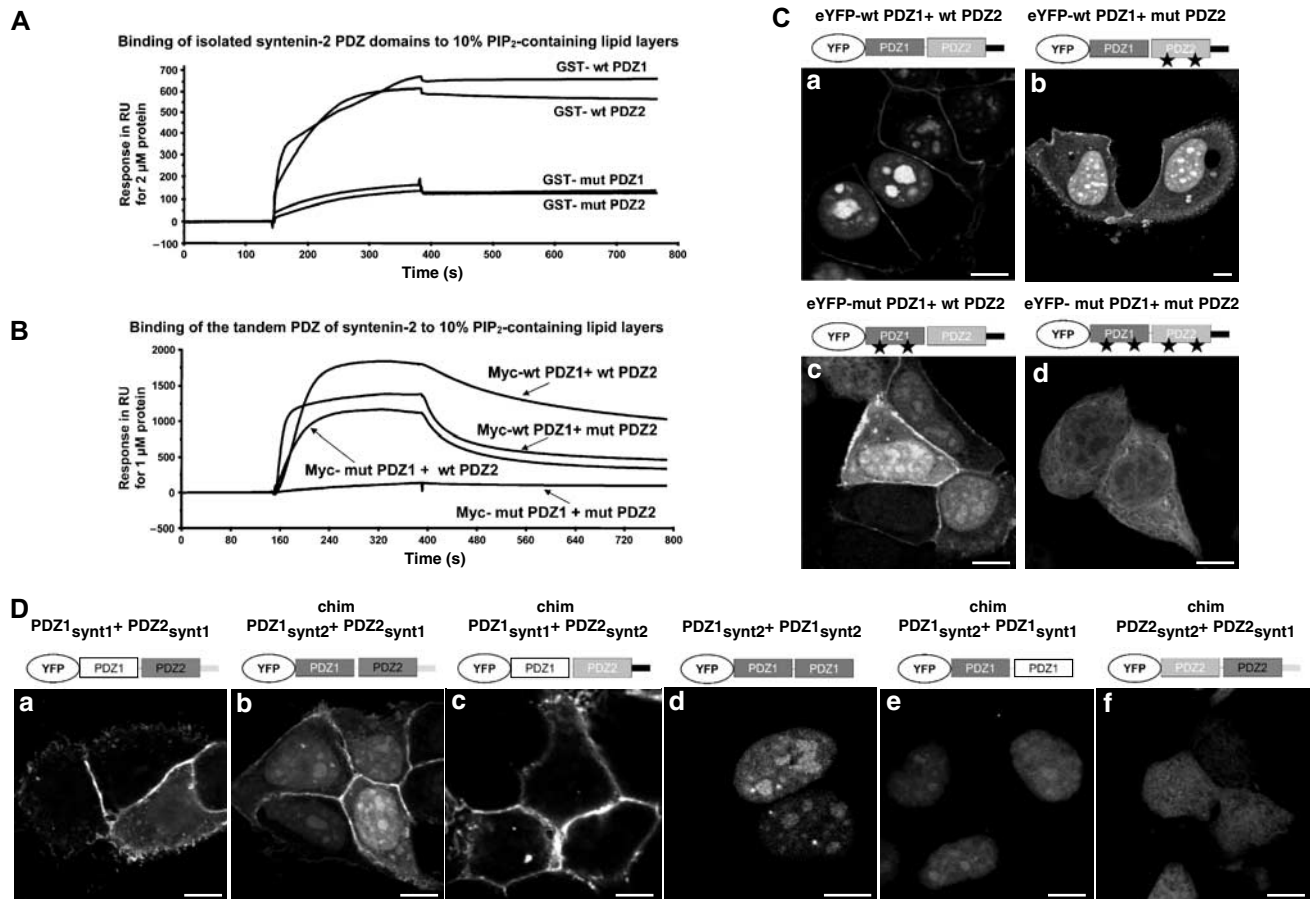 A
Binding of isolated syntenin-2 PDZ domains to 10% PIP2-containing lipid layers
Response in RU
for 2 µM protein
700
600
500
400
300
200
100
0
–100
GST- wt PDZ1
GST- wt PDZ2
GST- mut PDZ1
GST- mut PDZ2
0 100 200 300 400 500 600 700 800
Time (s)
B
Binding of the tandem PDZ of syntenin-2 to 10% PIP2-containing lipid layers
Response in RU
for 1 µM protein
2000
1500
1000
500
0
–500
Myc-wt PDZ1+ wt PDZ2
Myc-wt PDZ1+ mut PDZ2
Myc- mut PDZ1 + wt PDZ2
Myc- mut PDZ1 + mut PDZ2
0 80 160 240 320 400 480 560 640 720 800
Time (s)
C
eYFP-wt PDZ1+ wt PDZ2
YFP PDZ1 PDZ2
a
eYFP-wt PDZ1+ mut PDZ2
YFP PDZ1 PDZ2
b
eYFP-mut PDZ1+ wt PDZ2
YFP PDZ1 PDZ2
c
eYFP- mut PDZ1+ mut PDZ2
YFP PDZ1 PDZ2
d
D
PDZ1synt1+ PDZ2synt1
YFP PDZ1 PDZ2
a
chim
PDZ1synt2+ PDZ2synt1
YFP PDZ1 PDZ2
b
chim
PDZ1synt1+ PDZ2synt2
YFP PDZ1 PDZ2
c
PDZ1synt2+ PDZ1synt2
YFP PDZ1 PDZ1
d
chim
PDZ1synt2+ PDZ1synt1
YFP PDZ1 PDZ1
e
chim
PDZ2synt2+ PDZ2synt1
YFP PDZ2 PDZ2
f